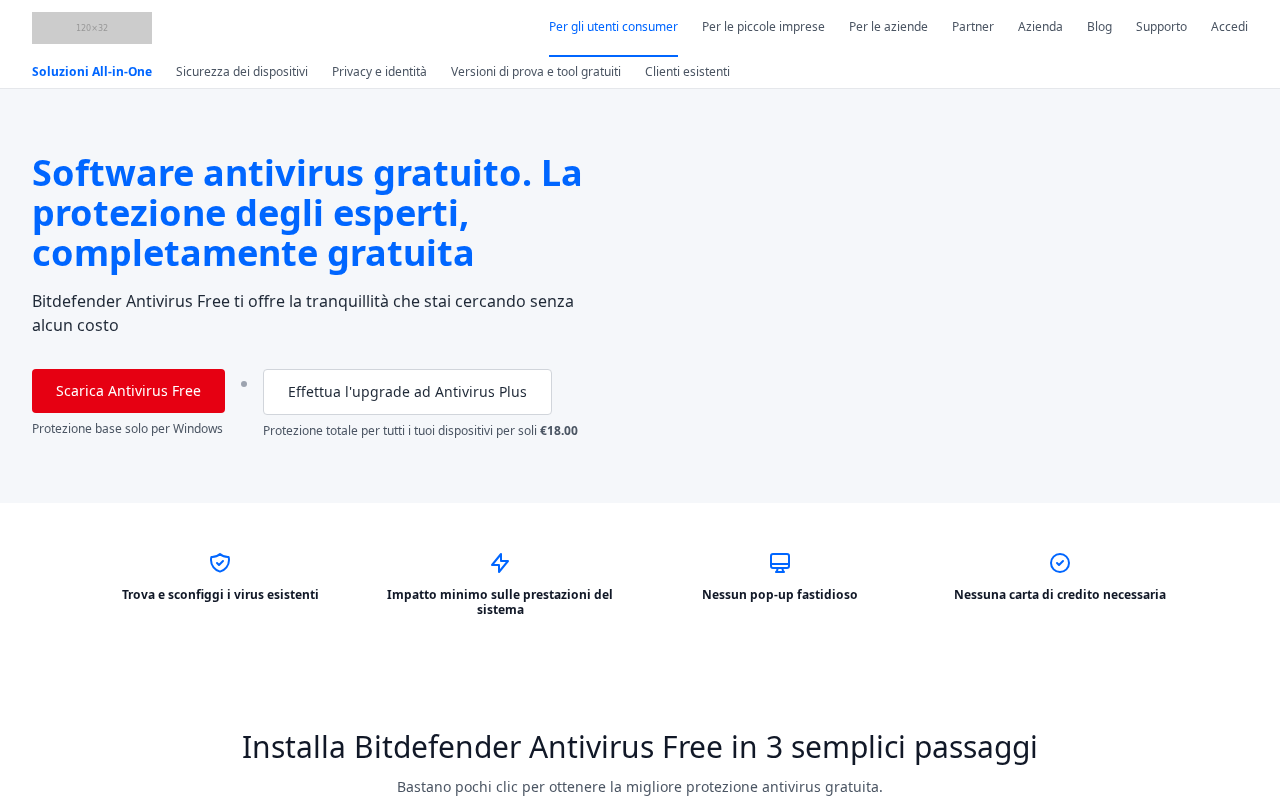 120×32
Per gli utenti consumer
Per le piccole imprese
Per le aziende
Partner
Azienda
Blog
Supporto
Accedi
Soluzioni All-in-One
Sicurezza dei dispositivi
Privacy e identità
Versioni di prova e tool gratuiti
Clienti esistenti
Software antivirus gratuito. La
protezione degli esperti,
completamente gratuita
Bitdefender Antivirus Free ti offre la tranquillità che stai cercando senza
alcun costo
Scarica Antivirus Free
Protezione base solo per Windows
Effettua l'upgrade ad Antivirus Plus
Protezione totale per tutti i tuoi dispositivi per soli €18.00
Trova e sconfiggi i virus esistenti
Impatto minimo sulle prestazioni del
sistema
Nessun pop-up fastidioso
Nessuna carta di credito necessaria
Installa Bitdefender Antivirus Free in 3 semplici passaggi
Bastano pochi clic per ottenere la migliore protezione antivirus gratuita.